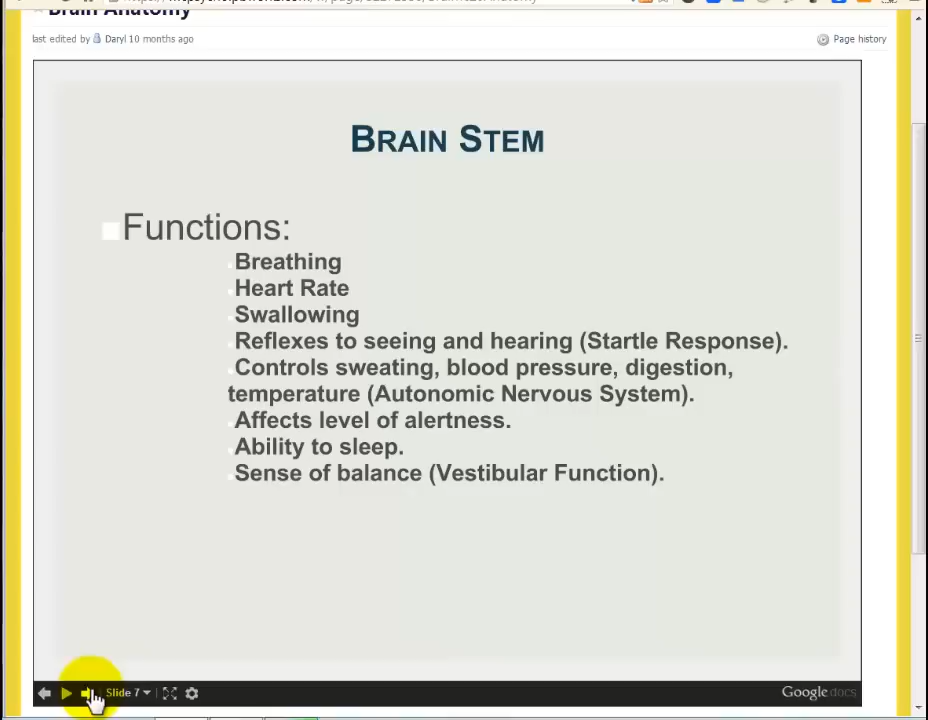 Brain Anatomy
last edited by Daryl 10 months ago
Page history
BRAIN STEM
Functions:
Breathing
Heart Rate
Swallowing
Reflexes to seeing and hearing (Startle Response).
Controls sweating, blood pressure, digestion,
temperature (Autonomic Nervous System).
Affects level of alertness.
Ability to sleep.
Sense of balance (Vestibular Function).
Slide 7
Google docs